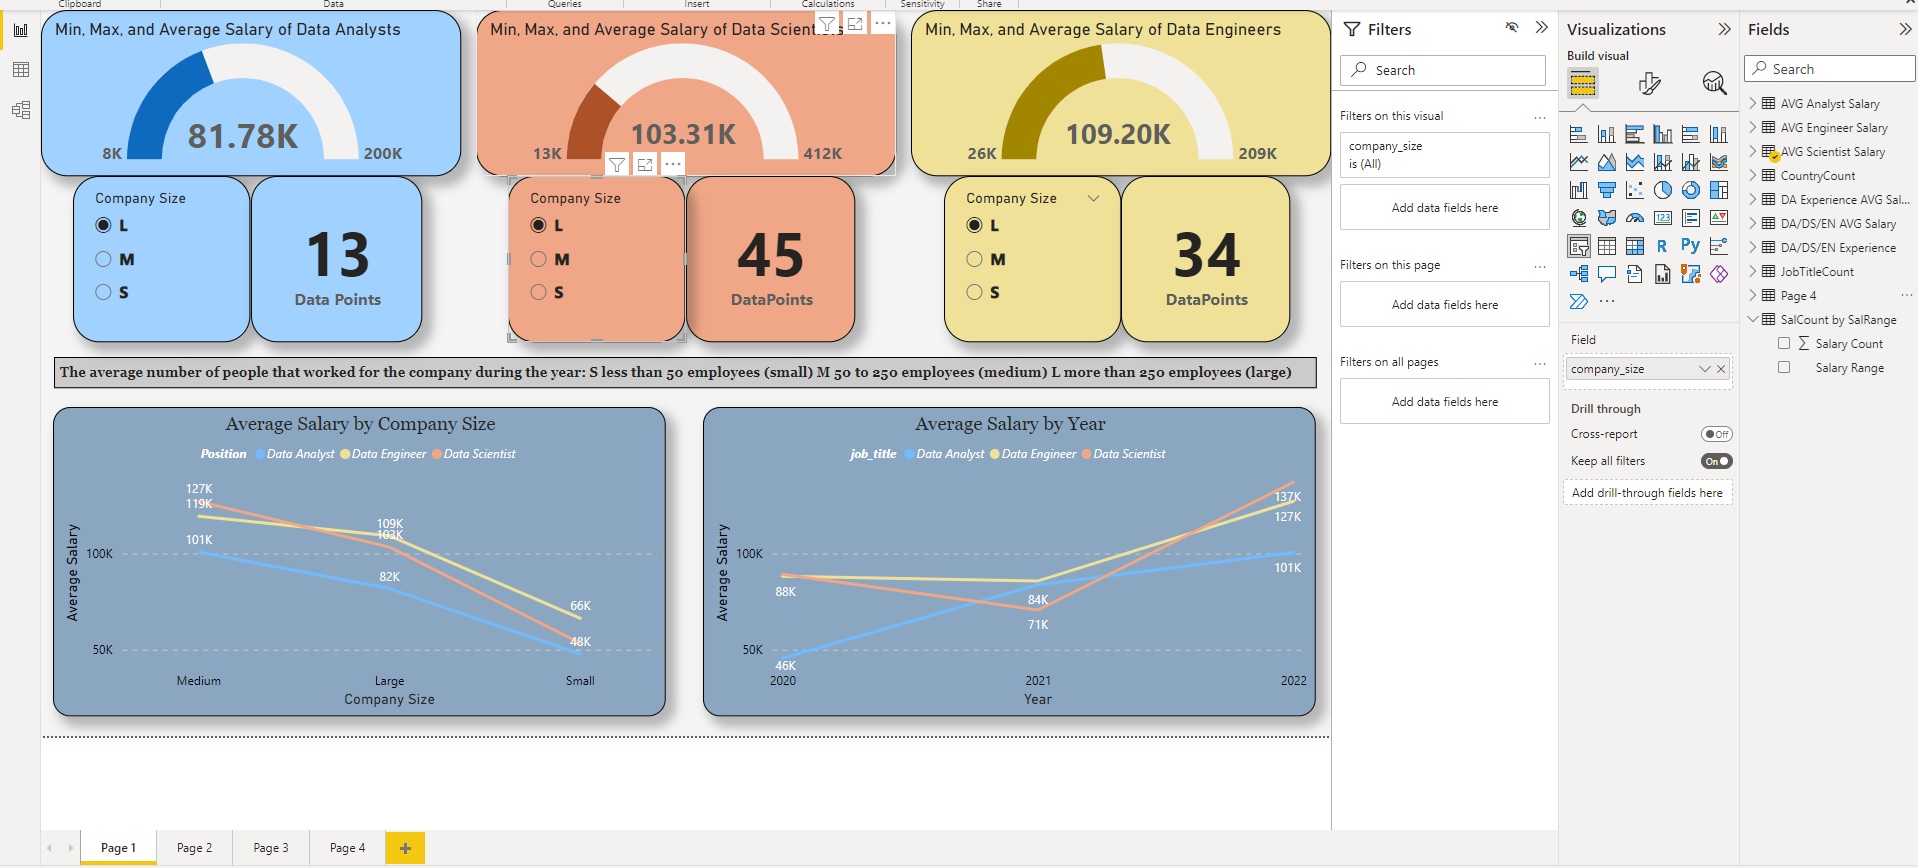 Clipboard Data Queries Insert Calculations Sensitivity Share
Min, Max, and Average Salary of Data Analysts
81.78K
8K 200K
Min, Max, and Average Salary of Data Scientists
103.31K
13K 412K
Min, Max, and Average Salary of Data Engineers
109.20K
26K 209K
Company Size
L
M
S
13
Data Points
Company Size
L
M
S
45
DataPoints
Company Size
L
M
S
34
DataPoints
The average number of people that worked for the company during the year: S less than 50 employees (small) M 50 to 250 employees (medium) L more than 250 employees (large)
Average Salary by Company Size
Position Data Analyst Data Engineer Data Scientist
127K
119K
101K
109K
103K
82K
66K
48K
100K
50K
Average Salary
Medium Large Small
Company Size
Average Salary by Year
job_title Data Analyst Data Engineer Data Scientist
137K
127K
101K
88K
84K
71K
46K
100K
50K
Average Salary
2020 2021 2022
Year
Page 1 Page 2 Page 3 Page 4 +
Filters
Search
Filters on this visual ...
company_size
is (All)
Add data fields here
Filters on this page ...
Add data fields here
Filters on all pages ...
Add data fields here
Visualizations
Build visual
123
R Py
...
Field
company_size
Drill through
Cross-report Off
Keep all filters On
Add drill-through fields here
Fields
Search
AVG Analyst Salary
AVG Engineer Salary
AVG Scientist Salary
CountryCount
DA Experience AVG Sal...
DA/DS/EN AVG Salary
DA/DS/EN Experience
JobTitleCount
Page 4 ...
SalCount by SalRange
∑ Salary Count
Salary Range